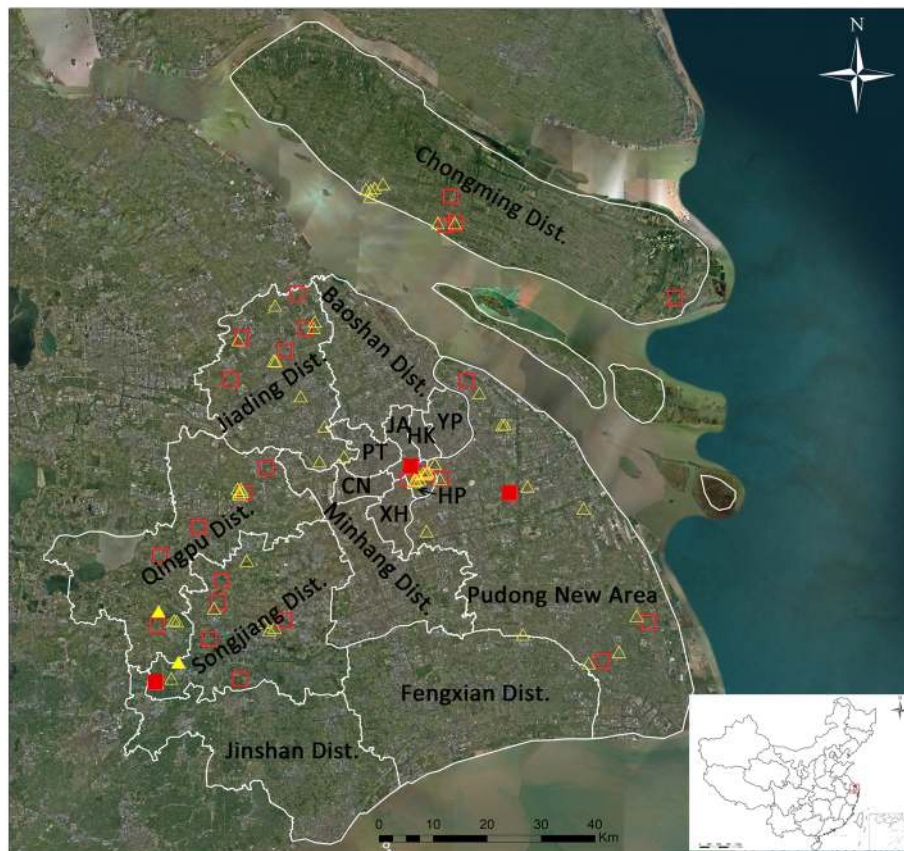 N
Chongming Dist.
Baoshan Dist.
Jiading Dist.
JA
YP
HK
PT
CN
HP
XH
Qingpu Dist.
Minhang Dist.
Songjiang Dist.
Pudong New Area
Fengxian Dist.
Jinshan Dist.
0 10 20 30 40
Km